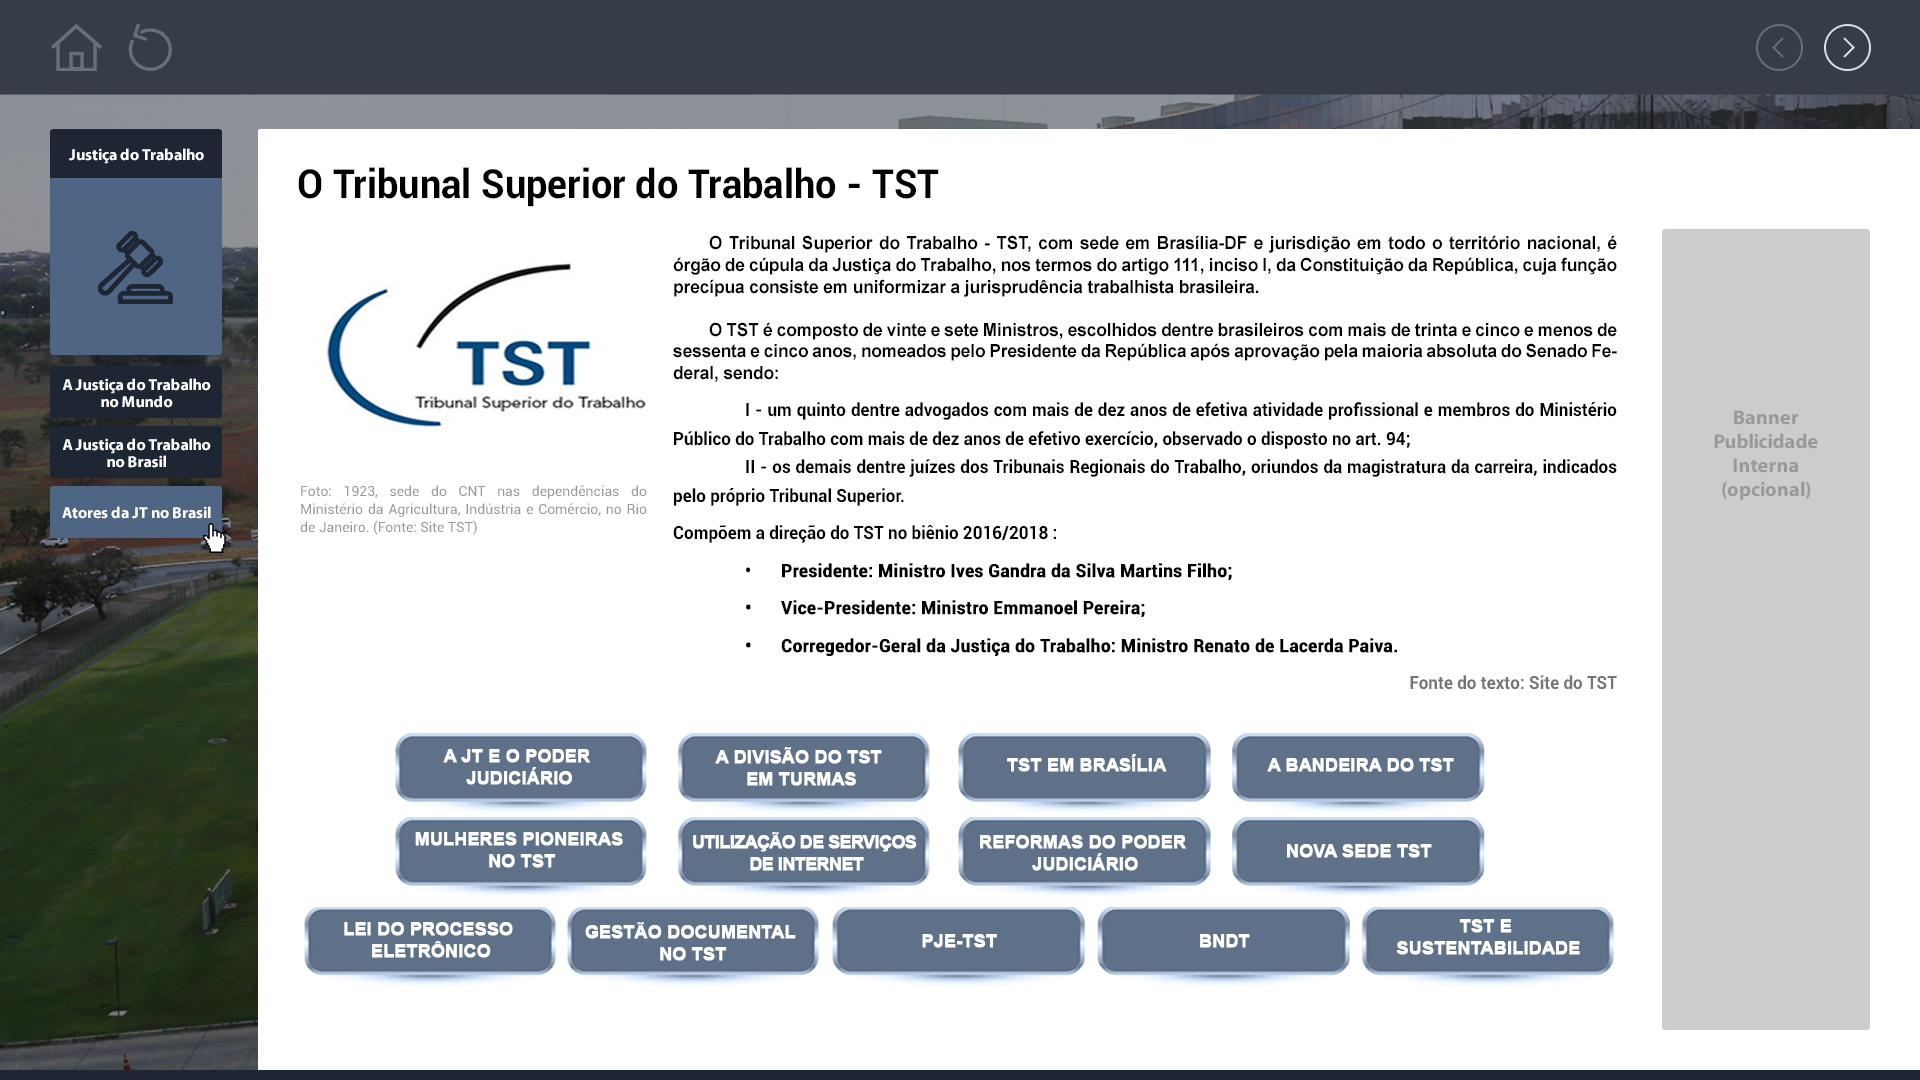 Justiça do Trabalho
A Justiça do Trabalho
no Mundo
A Justiça do Trabalho
no Brasil
Atores da JT no Brasil
O Tribunal Superior do Trabalho - TST
TST
Tribunal Superior do Trabalho
Foto: 1923, sede do CNT nas dependências do
Ministério da Agricultura, Indústria e Comércio, no Rio
de Janeiro. (Fonte: Site TST)
O Tribunal Superior do Trabalho - TST, com sede em Brasília-DF e jurisdição em todo o território nacional, é
órgão de cúpula da Justiça do Trabalho, nos termos do artigo 111, inciso I, da Constituição da República, cuja função
precípua consiste em uniformizar a jurisprudência trabalhista brasileira.
O TST é composto de vinte e sete Ministros, escolhidos dentre brasileiros com mais de trinta e cinco e menos de
sessenta e cinco anos, nomeados pelo Presidente da República após aprovação pela maioria absoluta do Senado Fe-
deral, sendo:
I - um quinto dentre advogados com mais de dez anos de efetiva atividade profissional e membros do Ministério
Público do Trabalho com mais de dez anos de efetivo exercício, observado o disposto no art. 94;
II - os demais dentre juízes dos Tribunais Regionais do Trabalho, oriundos da magistratura da carreira, indicados
pelo próprio Tribunal Superior.
Compõem a direção do TST no biênio 2016/2018 :
• Presidente: Ministro Ives Gandra da Silva Martins Filho;
• Vice-Presidente: Ministro Emmanoel Pereira;
• Corregedor-Geral da Justiça do Trabalho: Ministro Renato de Lacerda Paiva.
Fonte do texto: Site do TST
A JT E O PODER
JUDICIÁRIO
A DIVISÃO DO TST
EM TURMAS
TST EM BRASÍLIA
A BANDEIRA DO TST
MULHERES PIONEIRAS
NO TST
UTILIZAÇÃO DE SERVIÇOS
DE INTERNET
REFORMAS DO PODER
JUDICIÁRIO
NOVA SEDE TST
LEI DO PROCESSO
ELETRÔNICO
GESTÃO DOCUMENTAL
NO TST
PJE-TST
BNDT
TST E
SUSTENTABILIDADE
Banner
Publicidade
Interna
(opcional)